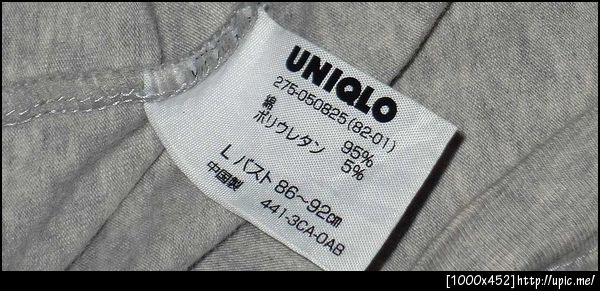 UNIQLO
275-050825(82-01)
綿 95%
ポリウレタン 5%
L バスト 86~92㎝
中国製 441-3CA-0AB
[1000x452]http://upic.me/